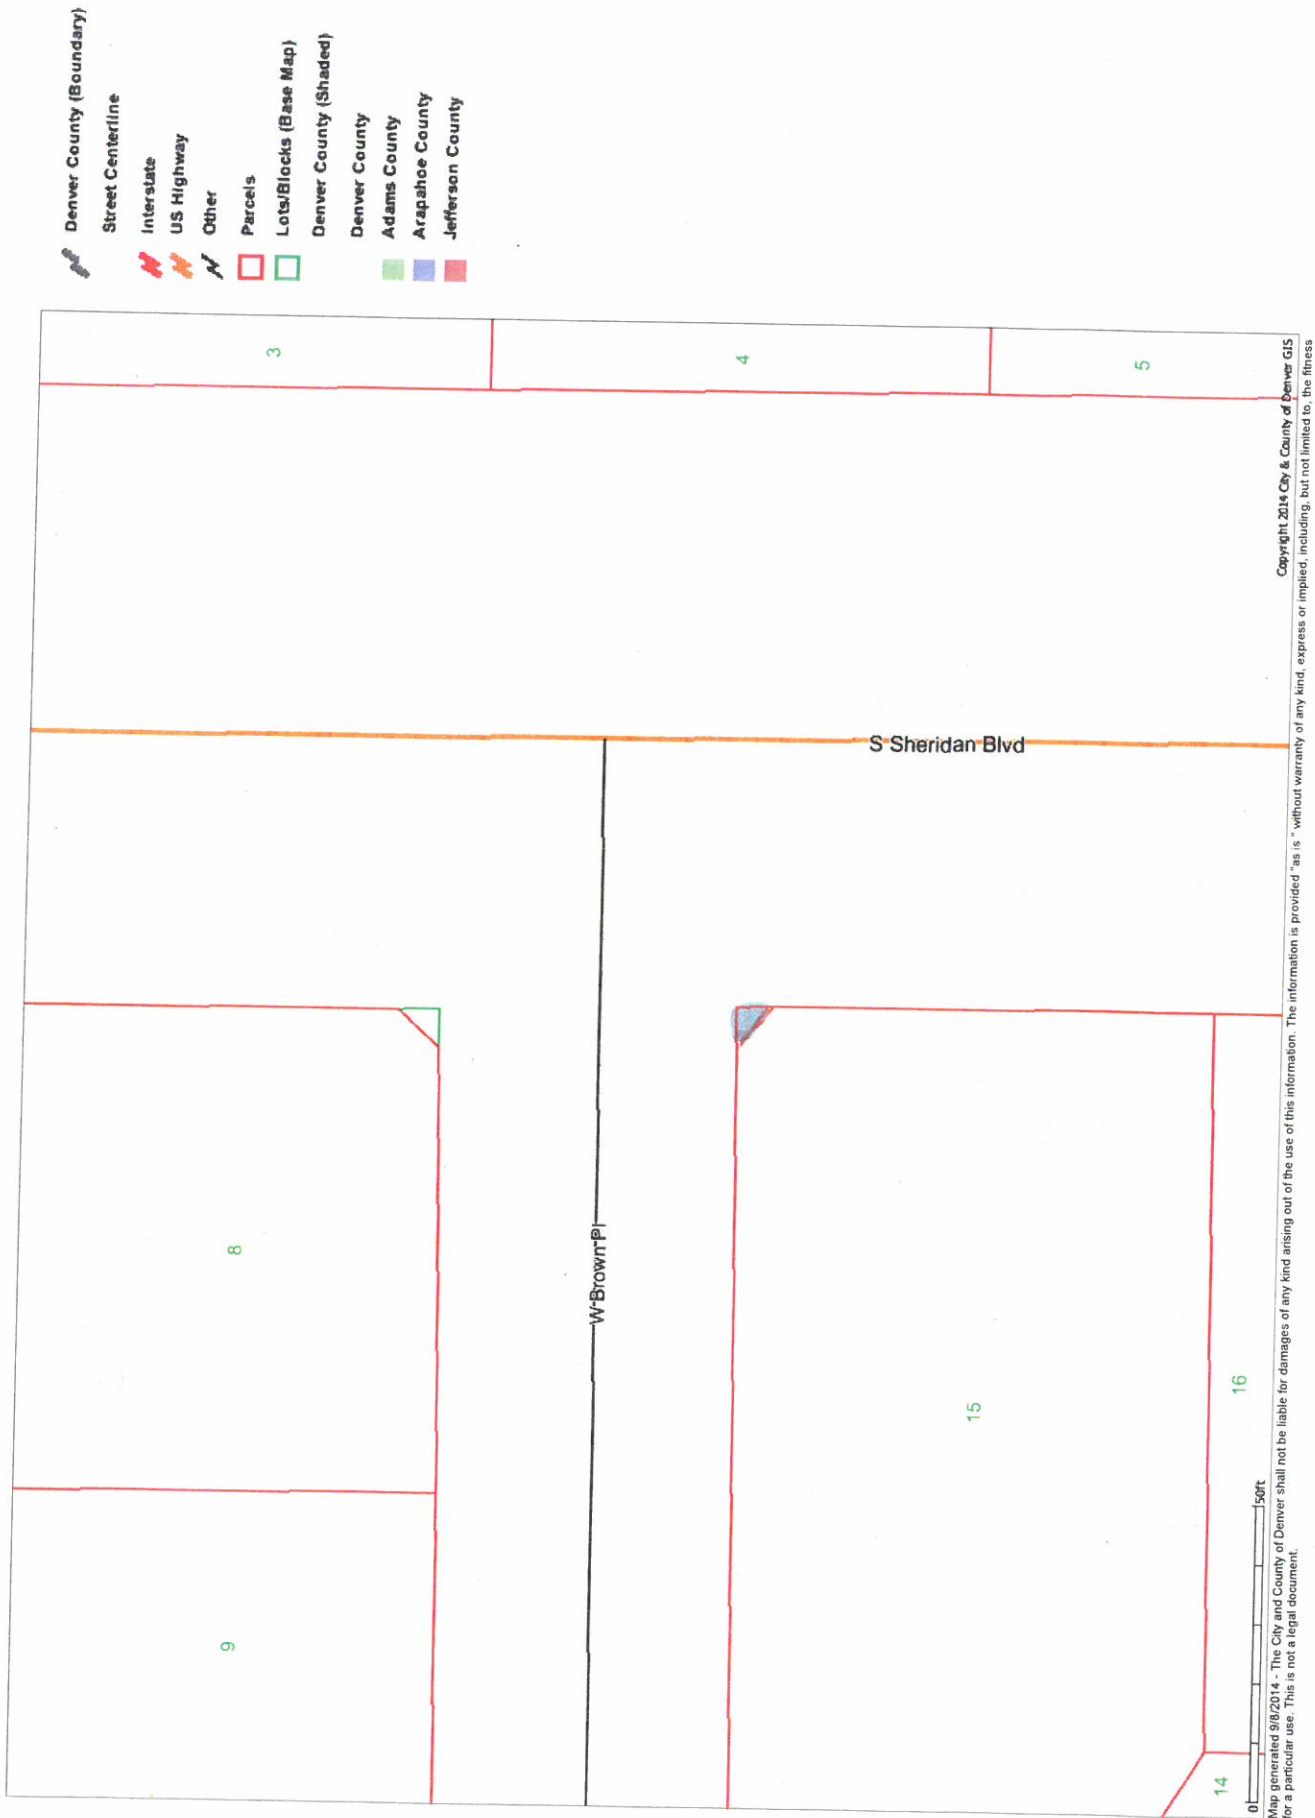 Denver County (Boundary)
Street Centerline
Interstate
US Highway
Other
Parcels
Lots/Blocks (Base Map)
Denver County (Shaded)
Denver County
Adams County
Arapahoe County
Jefferson County
3
4
5
8
9
S Sheridan Blvd
W Brown Pl
15
16
14
0
50ft
Copyright 2014 City & County of Denver GIS
Map generated 9/8/2014 - The City and County of Denver shall not be liable for damages of any kind arising out of the use of this information. The information is provided "as is " without warranty of any kind, express or implied, including, but not limited to, the fitness
for a particular use. This is not a legal document.